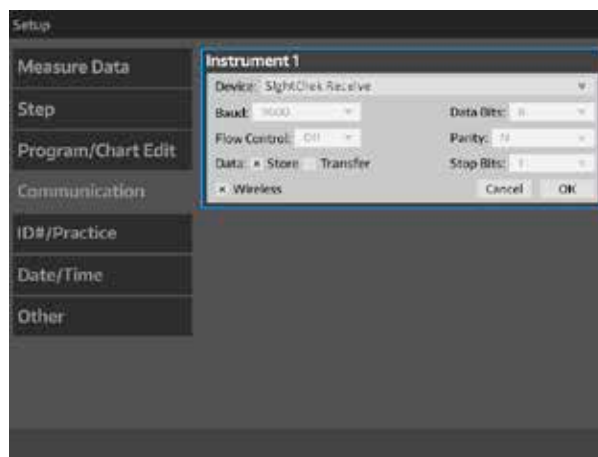 Setup
Measure Data
Step
Program/Chart Edit
Communication
ID#/Practice
Date/Time
Other
Instrument 1
Device: SightChek Receive
Baud: 9600 Data Bits: 8
Flow Control: Off Parity: N
Data: Store Transfer Stop Bits: 1
Wireless Cancel OK